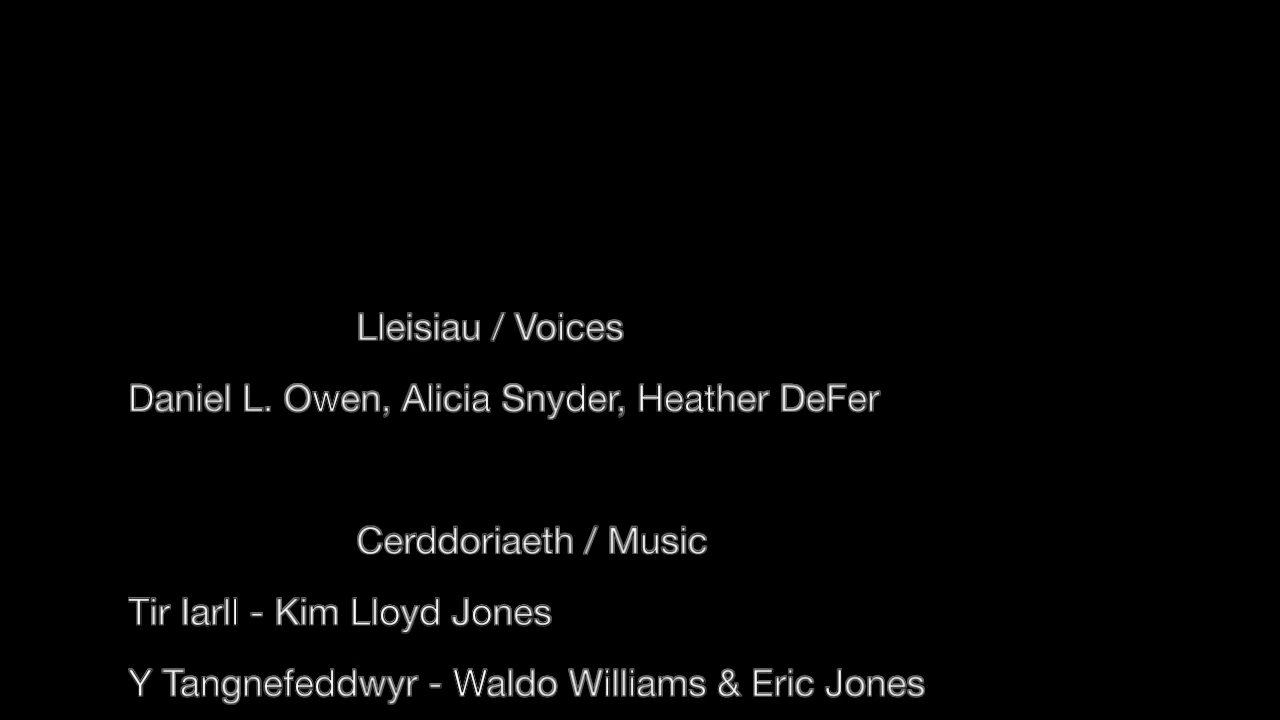 Lleisiau / Voices
Daniel L. Owen, Alicia Snyder, Heather DeFer
Cerddoriaeth / Music
Tir Iarll - Kim Lloyd Jones
Y Tangnefeddwyr - Waldo Williams & Eric Jones